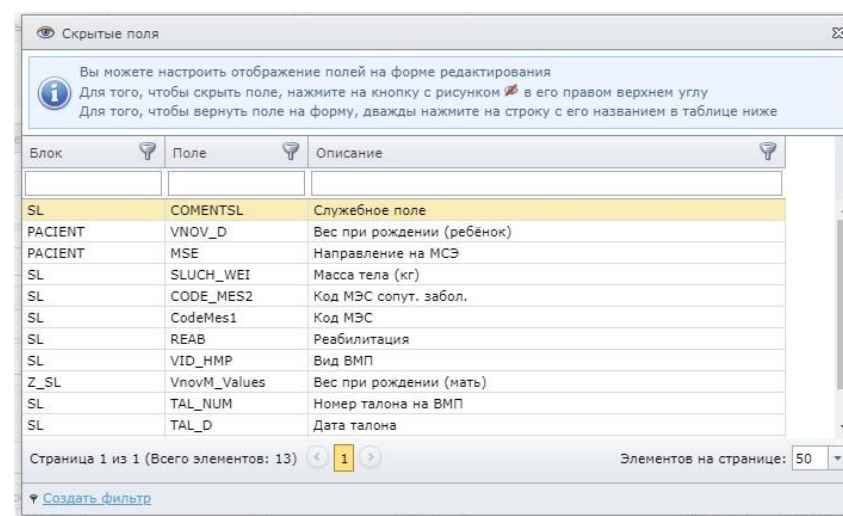 Скрытые поля
Вы можете настроить отображение полей на форме редактирования
Для того, чтобы скрыть поле, нажмите на кнопку с рисунком в его правом верхнем углу
Для того, чтобы вернуть поле на форму, дважды нажмите на строку с его названием в таблице ниже
Блок Поле Описание
SL COMENTSL Служебное поле
PACIENT VNOV_D Вес при рождении (ребёнок)
PACIENT MSE Направление на МСЭ
SL SLUCH_WEI Масса тела (кг)
SL CODE_MES2 Код МЭС сопут. забол.
SL CodeMes1 Код МЭС
SL REAB Реабилитация
SL VID_HMP Вид ВМП
Z_SL VnovM_Values Вес при рождении (мать)
SL TAL_NUM Номер талона на ВМП
SL TAL_D Дата талона
Страница 1 из 1 (Всего элементов: 13) 1 Элементов на странице: 50
Создать фильтр